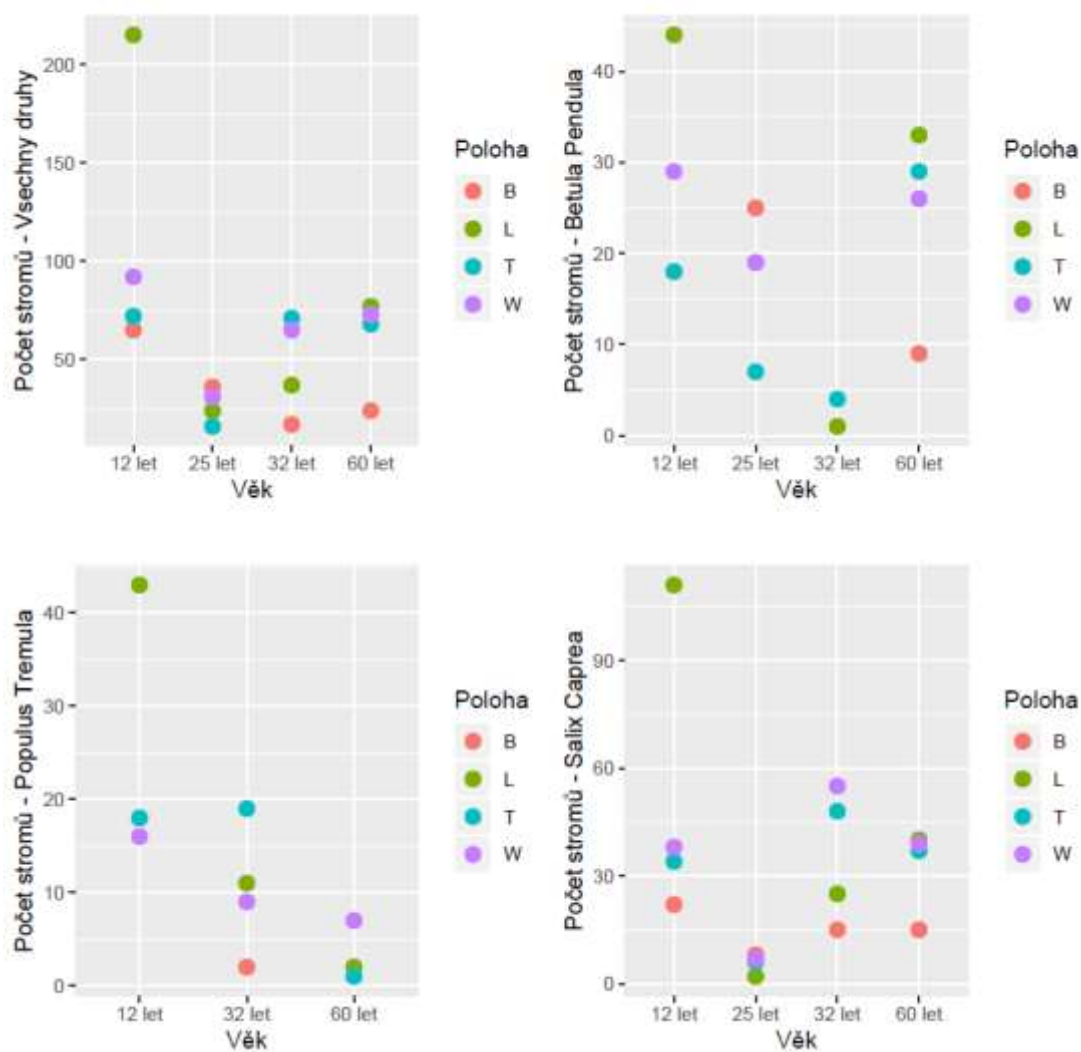 Počet stromů - Vsechny druhy
200
150
100
50
12 let 25 let 32 let 60 let
Věk
Poloha
B
L
T
W
Počet stromů - Betula Pendula
40
30
20
10
0
12 let 25 let 32 let 60 let
Věk
Poloha
B
L
T
W
Počet stromů - Populus Tremula
40
30
20
10
0
12 let 32 let 60 let
Věk
Poloha
B
L
T
W
Počet stromů - Salix Caprea
90
60
30
0
12 let 25 let 32 let 60 let
Věk
Poloha
B
L
T
W